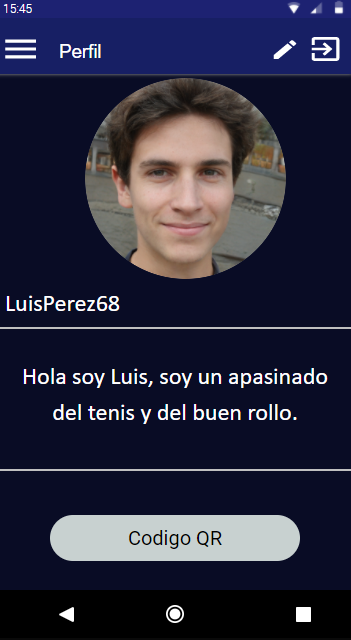 15:45
Perfil
LuisPerez68
Hola soy Luis, soy un apasinado
del tenis y del buen rollo.
Codigo QR